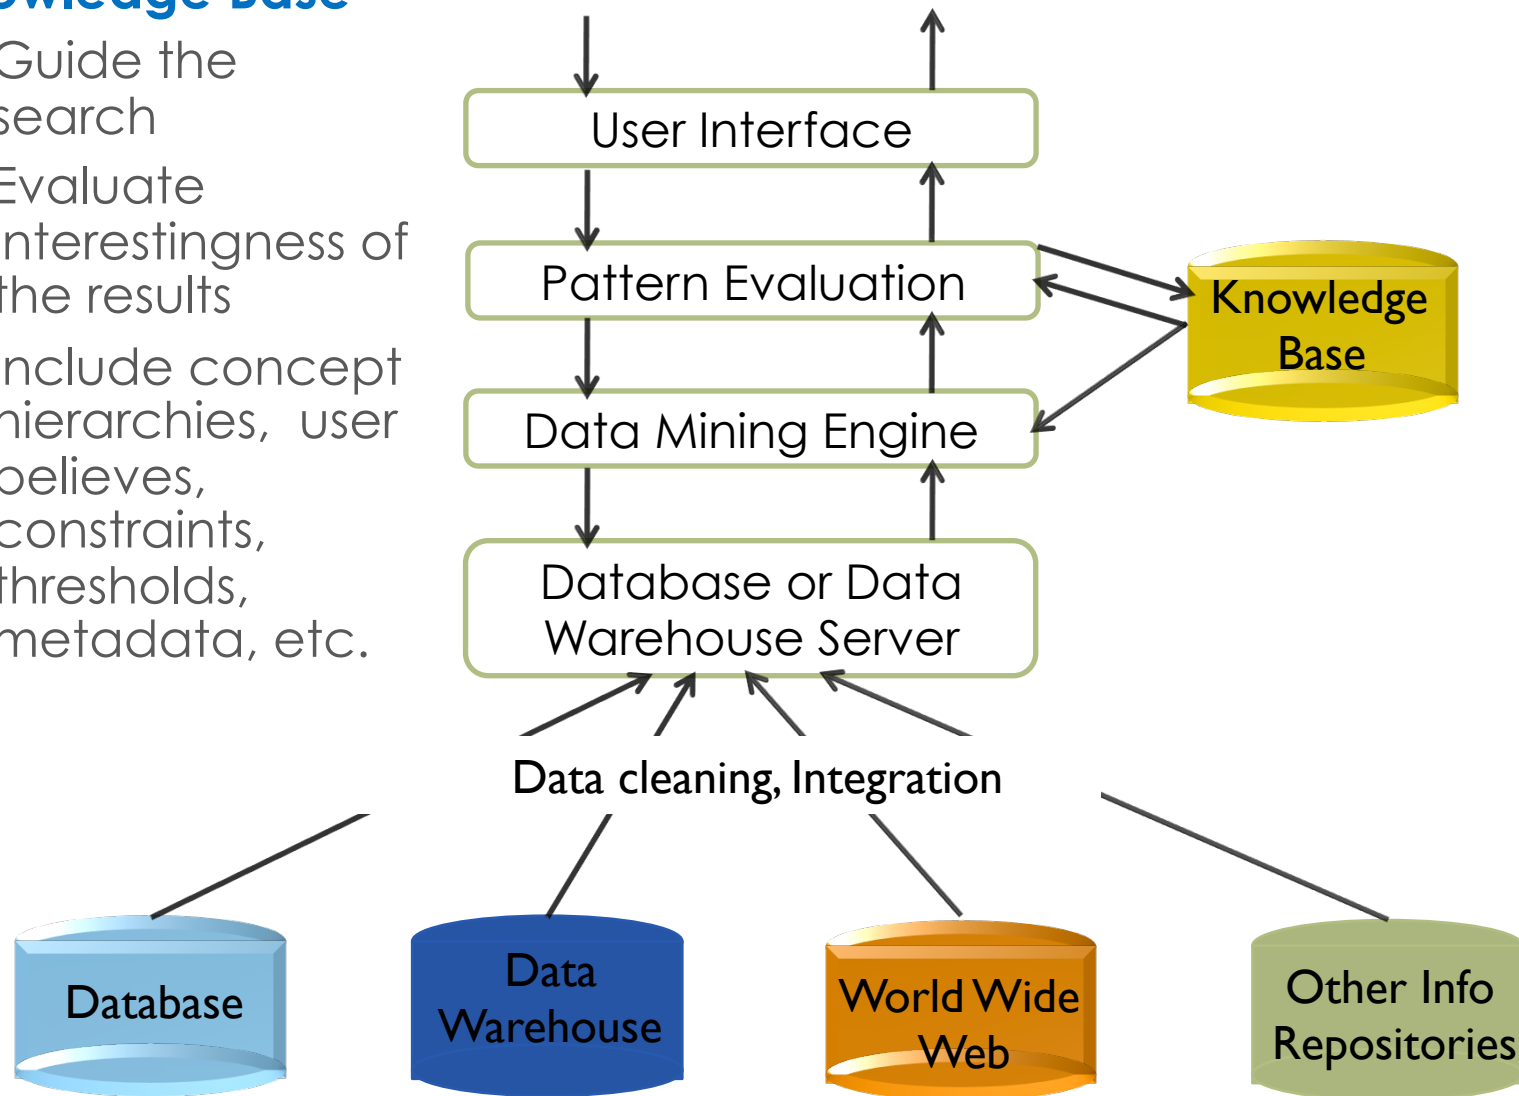 owledge Base
Guide the
search
Evaluate
nterestingness of
the results
nclude concept
hierarchies, user
believes,
constraints,
thresholds,
metadata, etc.
User Interface
Pattern Evaluation
Knowledge
Base
Data Mining Engine
Database or Data
Warehouse Server
Data cleaning, Integration
Database
Data
Warehouse
World Wide
Web
Other Info
Repositories